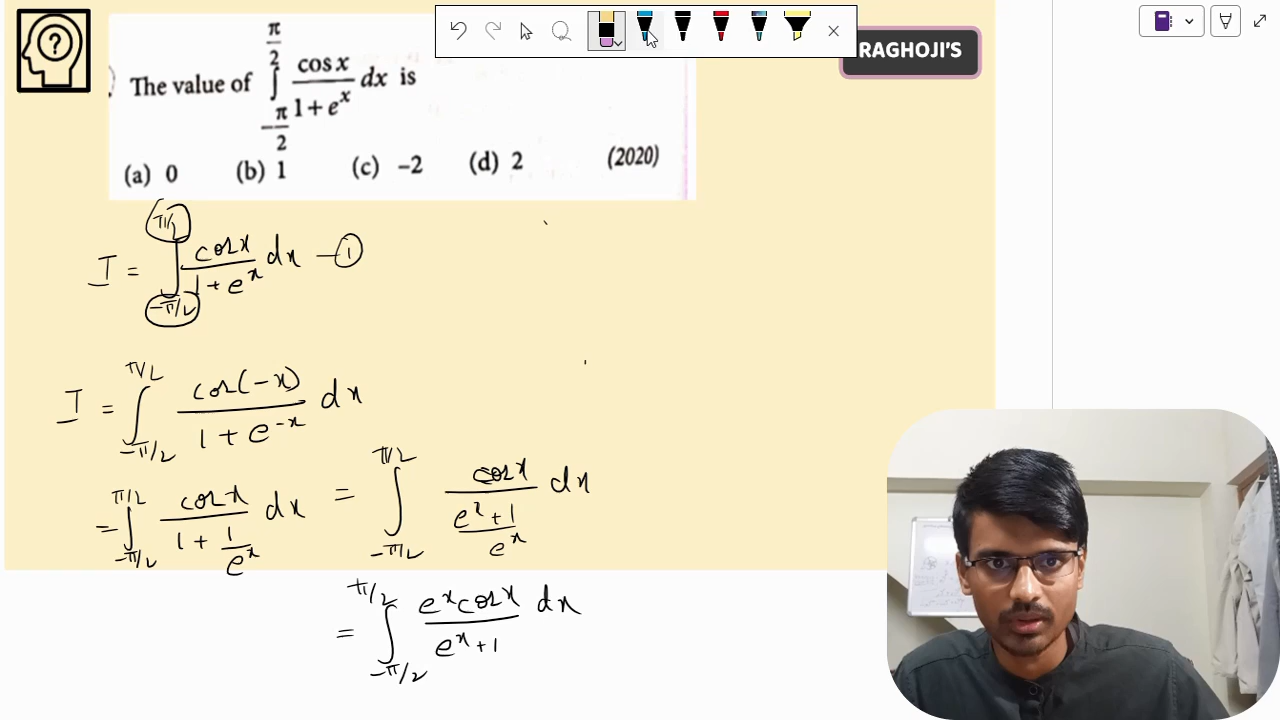 RAGHOJI'S
The value of ∫_{-π/2}^{π/2} cos x / (1 + e^x) dx is
(a) 0 (b) 1 (c) −2 (d) 2 (2020)
I = ∫_{-π/2}^{π/2} cos x / (1 + e^x) dx — ①
I = ∫_{-π/2}^{π/2} cos(−x) / (1 + e^{-x}) dx
= ∫_{-π/2}^{π/2} cos x / (1 + 1/e^x) dx = ∫_{-π/2}^{π/2} cos x / ((e^x + 1)/e^x) dx
= ∫_{-π/2}^{π/2} e^x cos x / (e^x + 1) dx